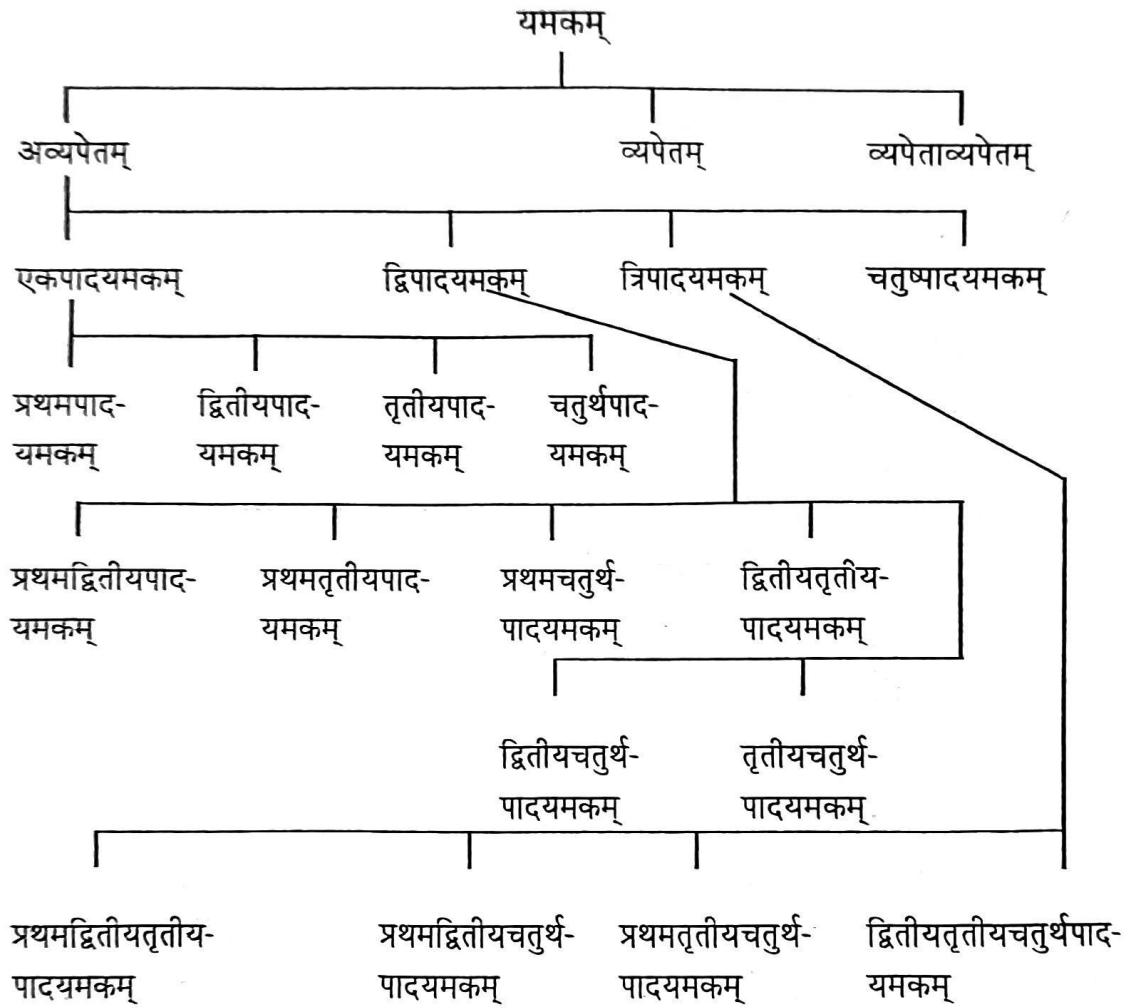 यमकम्
अव्यपेतम् व्यपेतम् व्यपेताव्यपेतम्
एकपादयमकम् द्विपादयमकम् त्रिपादयमकम् चतुष्पादयमकम्
प्रथमपाद- द्वितीयपाद- तृतीयपाद- चतुर्थपाद-
यमकम् यमकम् यमकम् यमकम्
प्रथमद्वितीयपाद- प्रथमतृतीयपाद- प्रथमचतुर्थ- द्वितीयतृतीय-
यमकम् यमकम् पादयमकम् पादयमकम्
द्वितीयचतुर्थ- तृतीयचतुर्थ-
पादयमकम् पादयमकम्
प्रथमद्वितीयतृतीय- प्रथमद्वितीयचतुर्थ- प्रथमतृतीयचतुर्थ- द्वितीयतृतीयचतुर्थपाद-
पादयमकम् पादयमकम् पादयमकम् यमकम्